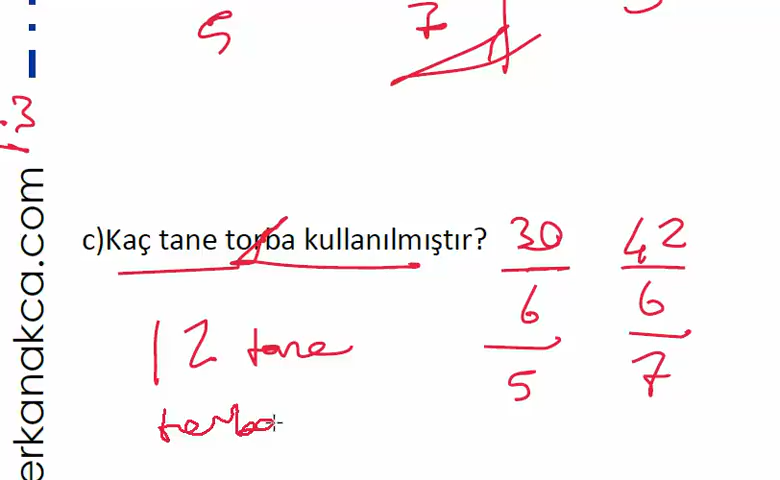 5 7
c)Kaç tane torba kullanılmıştır?
30 42
6 6
5 7
12 tane
torba
erkanakca.com